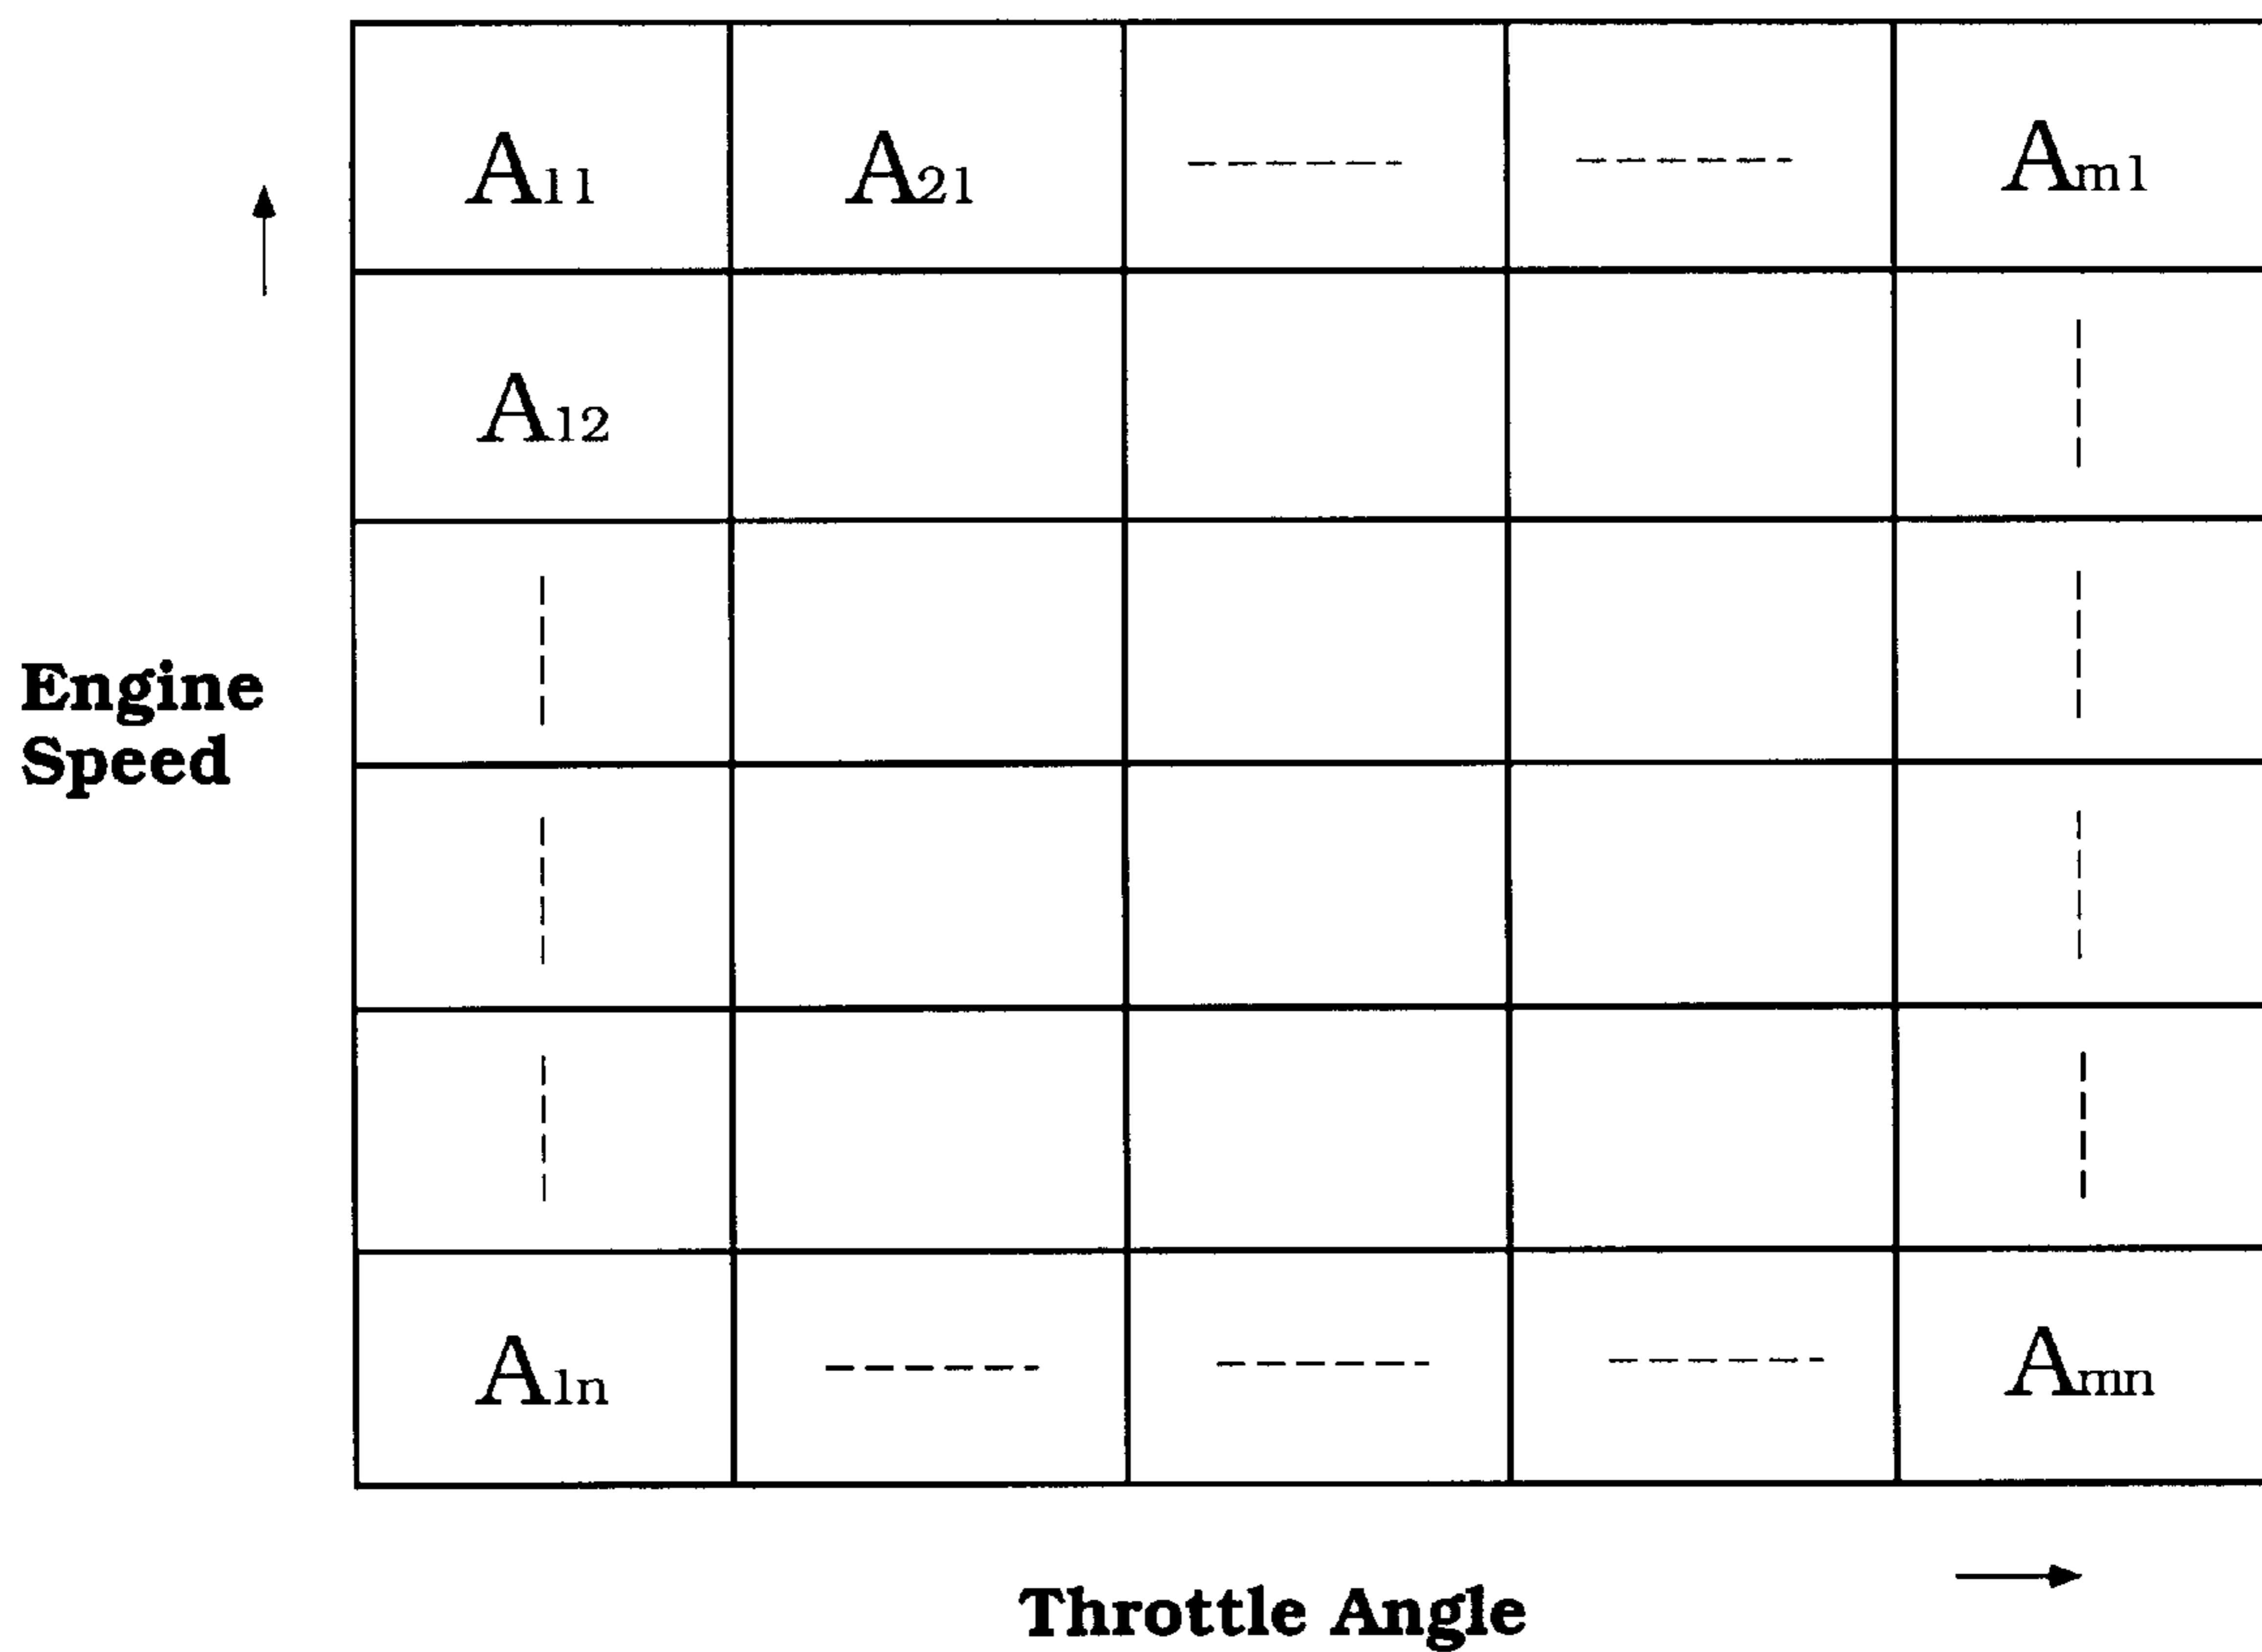 A11 A21 Am1
A12
Engine
Speed
A1n Amn
Throttle Angle